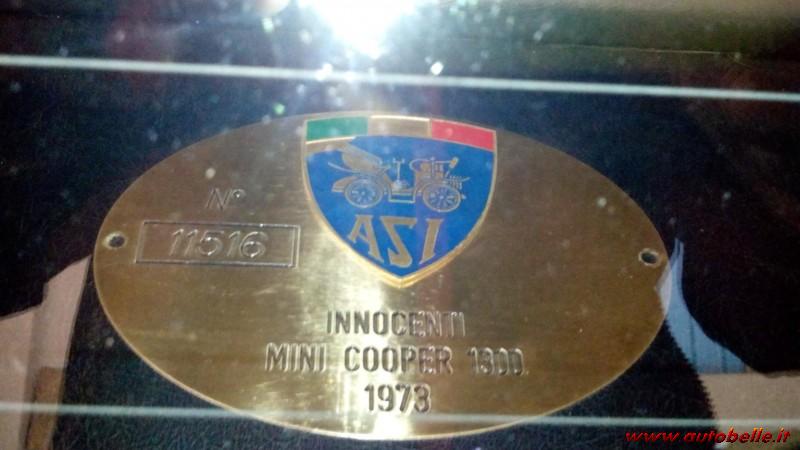 N°
11516
ASI
INNOCENTI
MINI COOPER 1300
1973
www.autobelle.it